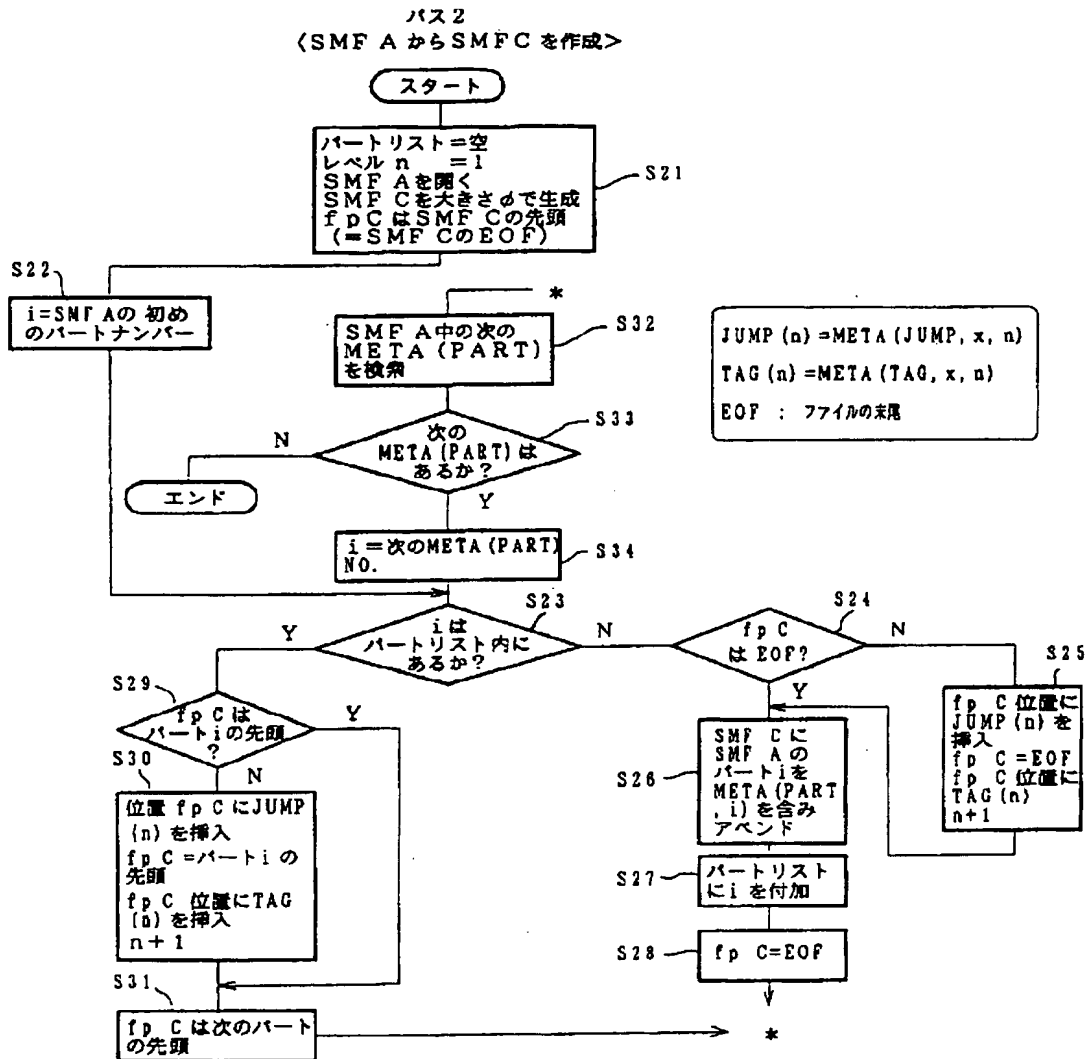 パス2
〈SMF A からSMFC を作成〉
スタート
パートリスト=空
レベル n =1
SMF Aを開く
SMF Cを大きさφで生成
fpCはSMF Cの先頭
(=SMF CのEOF)
S21
S22
i=SMF Aの 初め
のパートナンバー
*
SMF A中の次の
META (PART)
を検索
S32
JUMP (n) =META (JUMP, x, n)
TAG (n) =META (TAG, x, n)
EOF : ファイルの末尾
次の
META (PART) は
あるか?
S33
N
エンド
Y
i=次のMETA (PART)
NO.
S34
iは
パートリスト内に
あるか?
S23
Y
N
fp C
は EOF?
S24
N
Y
S25
fp C 位置に
JUMP (n) を
挿入
fp C =EOF
fp C 位置に
TAG (n)
n+1
S29
fp C は
パートiの先頭
?
Y
N
S30
位置 fp C にJUMP
(n) を挿入
fp C =パートiの
先頭
fp C 位置にTAG
(n) を挿入
n+1
S26
SMF Cに
SMF Aの
パートiを
META (PART
, i) を含み
アペンド
S27
パートリスト
にiを付加
S28
fp C=EOF
S31
fp Cは次のパート
の先頭
*